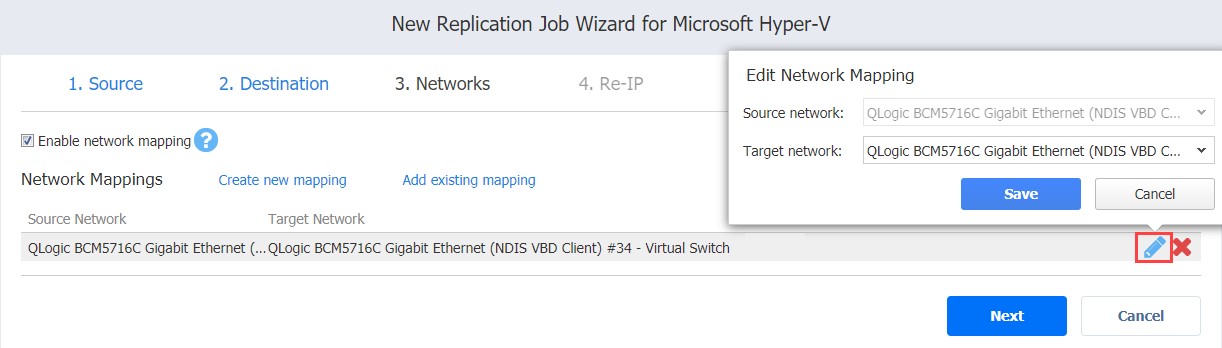 New Replication Job Wizard for Microsoft Hyper-V
1. Source
2. Destination
3. Networks
4. Re-IP
Enable network mapping ?
Network Mappings
Create new mapping
Add existing mapping
Source Network
Target Network
QLogic BCM5716C Gigabit Ethernet (...
QLogic BCM5716C Gigabit Ethernet (NDIS VBD Client) #34 - Virtual Switch
Edit Network Mapping
Source network:
QLogic BCM5716C Gigabit Ethernet (NDIS VBD C...
Target network:
QLogic BCM5716C Gigabit Ethernet (NDIS VBD C...
Save
Cancel
Next
Cancel